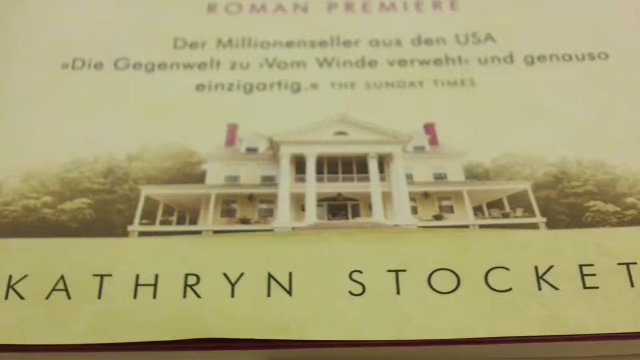 ROMAN PREMIERE
Der Millionenseller aus den USA
»Die Gegenwelt zu ›Vom Winde verweht‹ und genauso
einzigartig.« THE SUNDAY TIMES
KATHRYN STOCKET